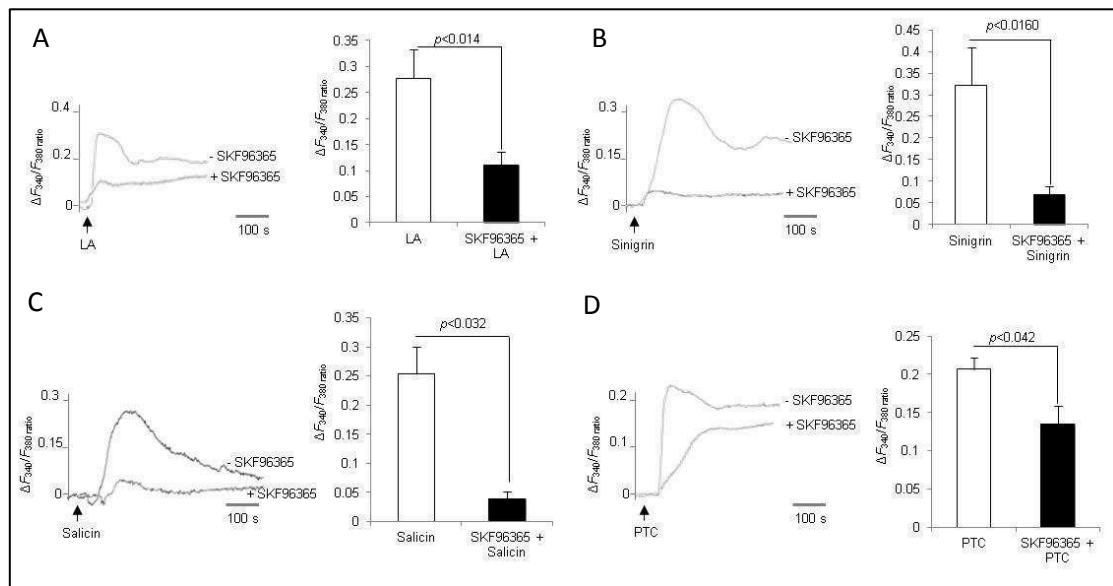 A
ΔF340/F380 ratio
0.4
0.2
0
- SKF96365
+ SKF96365
LA
100 s
ΔF340/F380 ratio
0.35
0.3
0.25
0.2
0.15
0.1
0.05
0
p<0.014
LA
SKF96365 +
LA
B
ΔF340/F380 ratio
0.3
0.15
0
- SKF96365
+ SKF96365
Sinigrin
100 s
ΔF340/F380 ratio
0.45
0.4
0.35
0.3
0.25
0.2
0.15
0.1
0.05
0
p<0.0160
Sinigrin
SKF96365 +
Sinigrin
C
ΔF340/F380 ratio
0.3
0.15
0
- SKF96365
+ SKF96365
Salicin
100 s
ΔF340/F380 ratio
0.35
0.3
0.25
0.2
0.15
0.1
0.05
0
p<0.032
Salicin
SKF96365 +
Salicin
D
ΔF340/F380 ratio
0.2
0.1
0
- SKF96365
+ SKF96365
PTC
100 s
ΔF340/F380 ratio
0.25
0.2
0.15
0.1
0.05
0
p<0.042
PTC
SKF96365 +
PTC